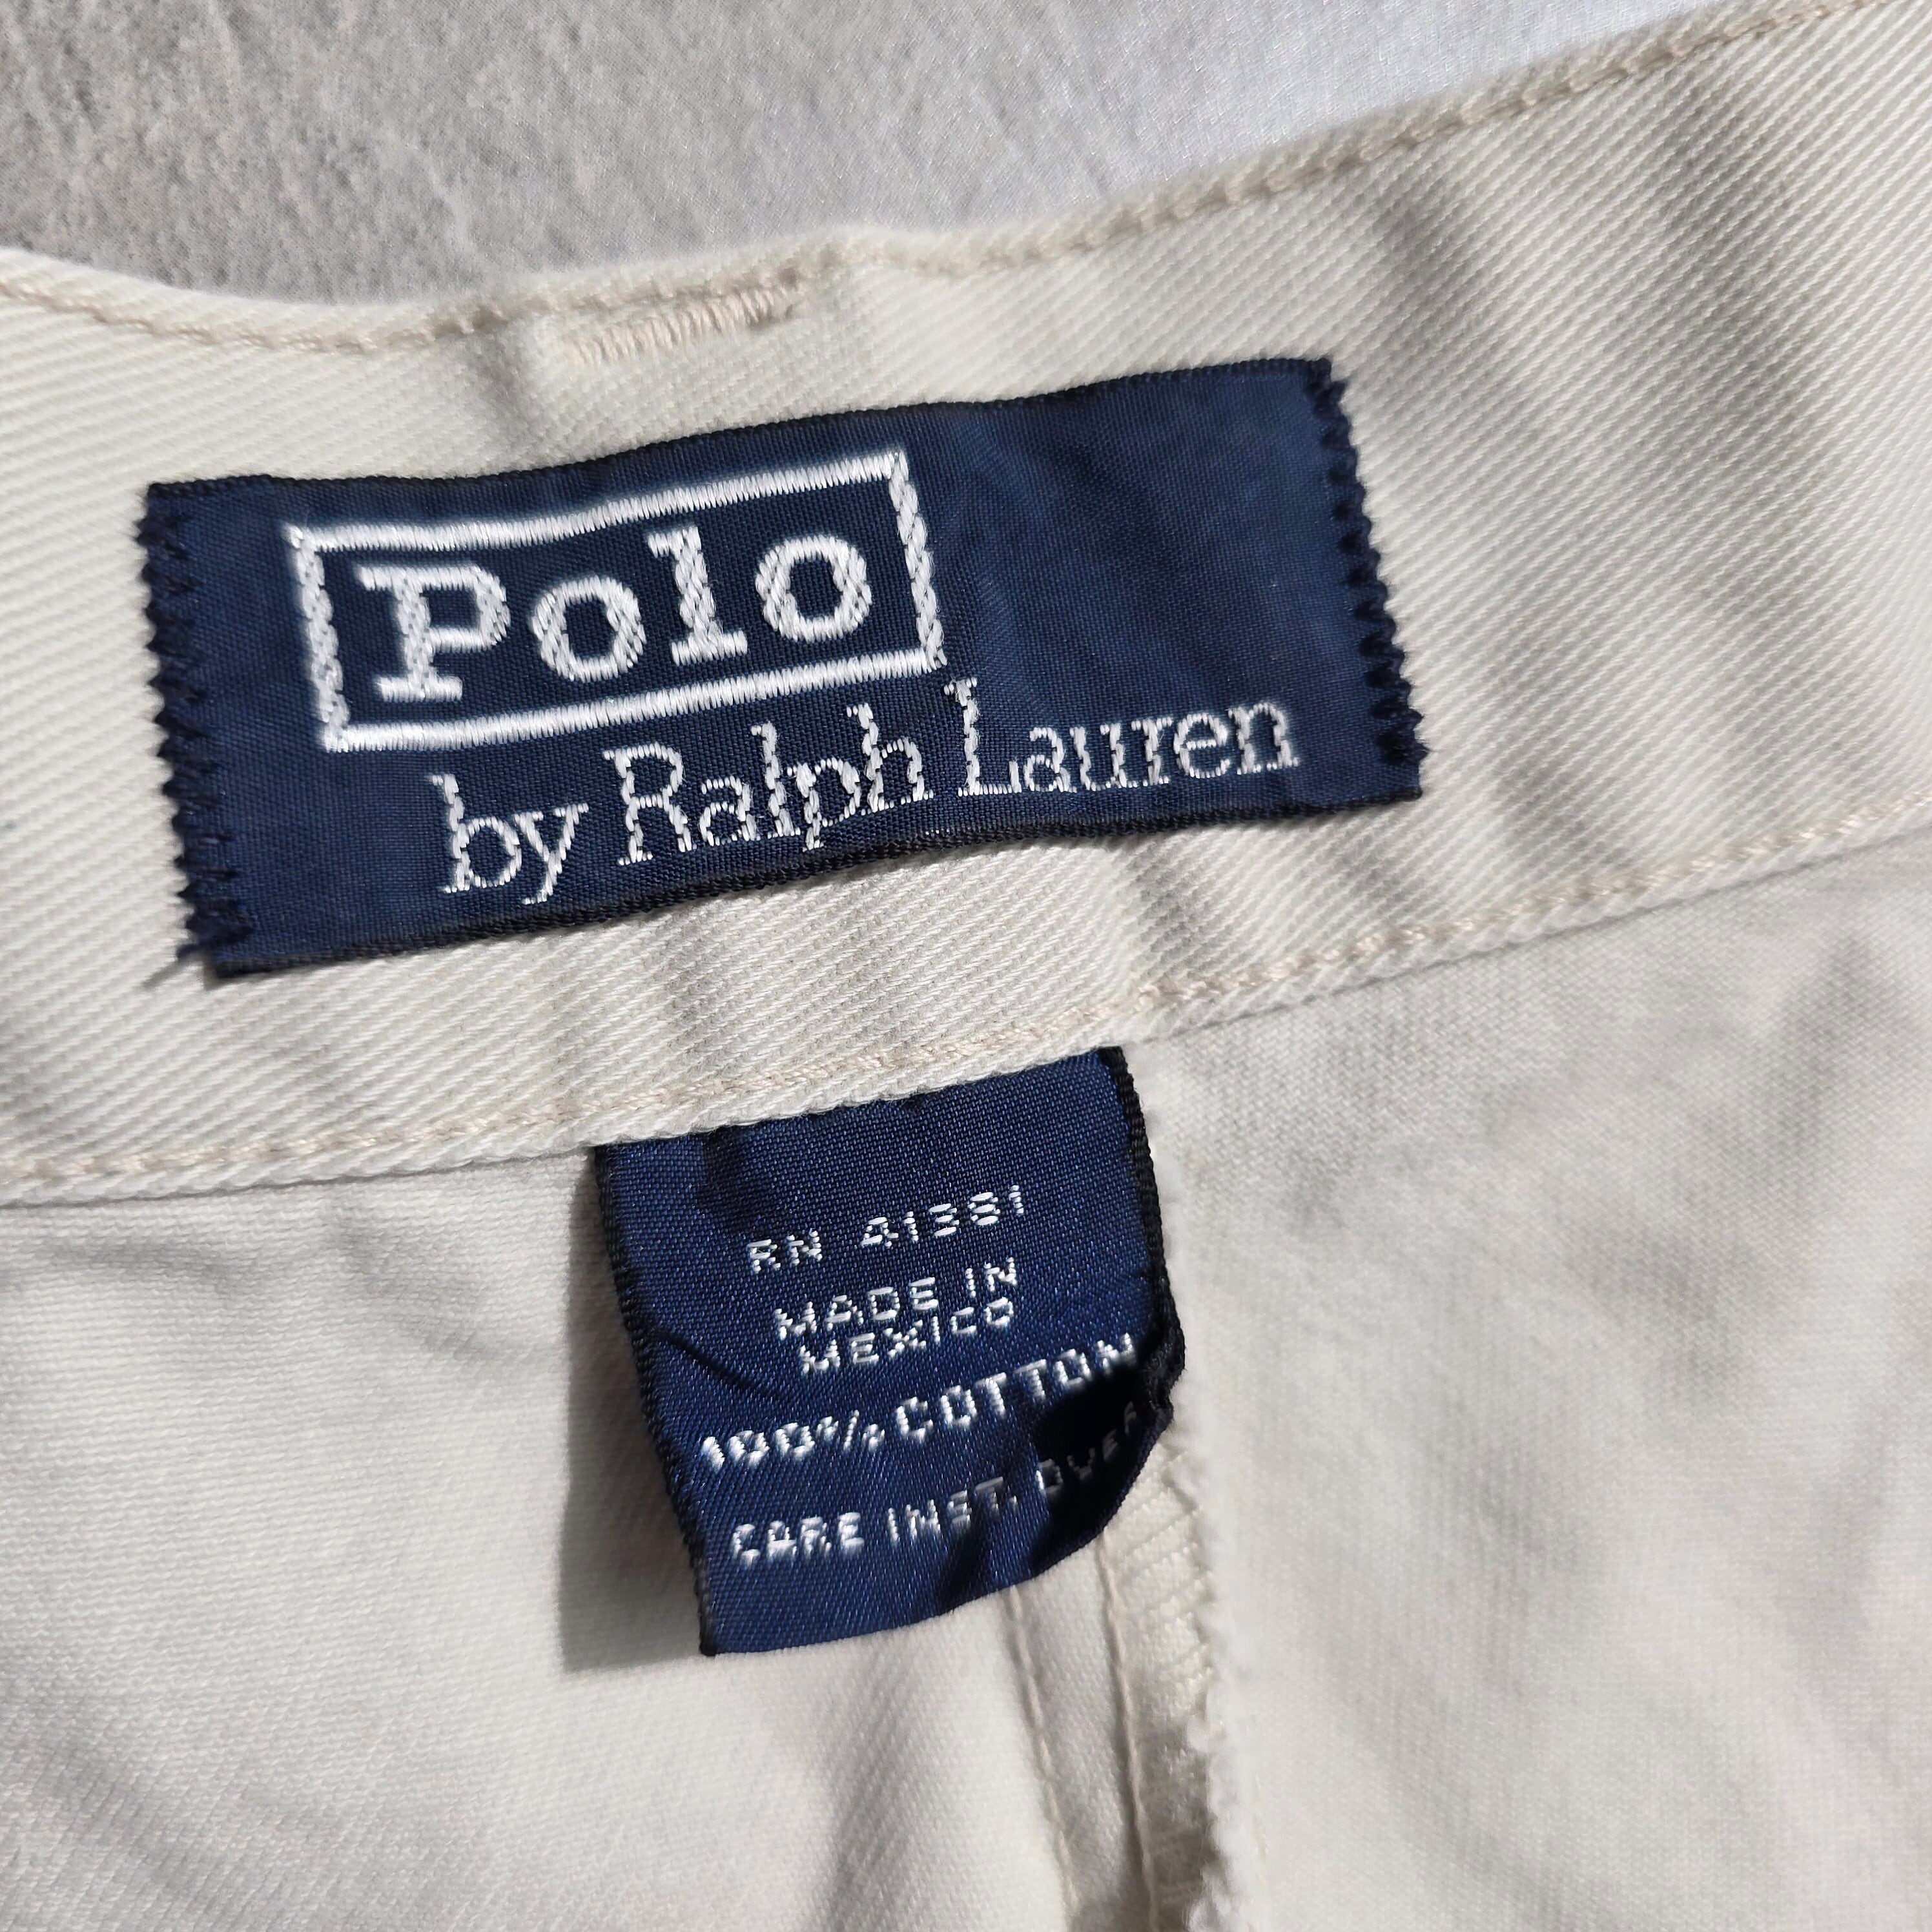 Polo
by Ralph Lauren
RN 41381
MADE IN
MEXICO
100% COTTON
CARE INST. OVER